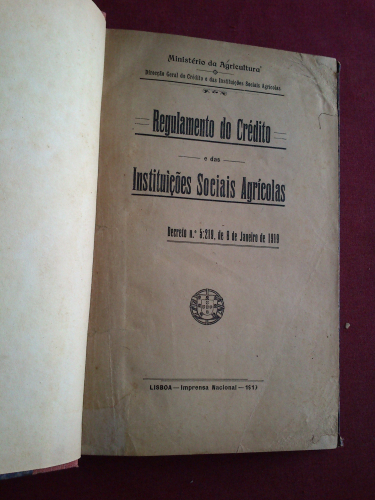 Ministério da Agricultura
Direcção Geral do Crédito e das Instituições Sociais Agrícolas
Regulamento do Crédito
e das
Instituições Sociais Agrícolas
Decreto n.º 5:219, de 8 de Janeiro de 1919
LISBOA — Imprensa Nacional — 1919